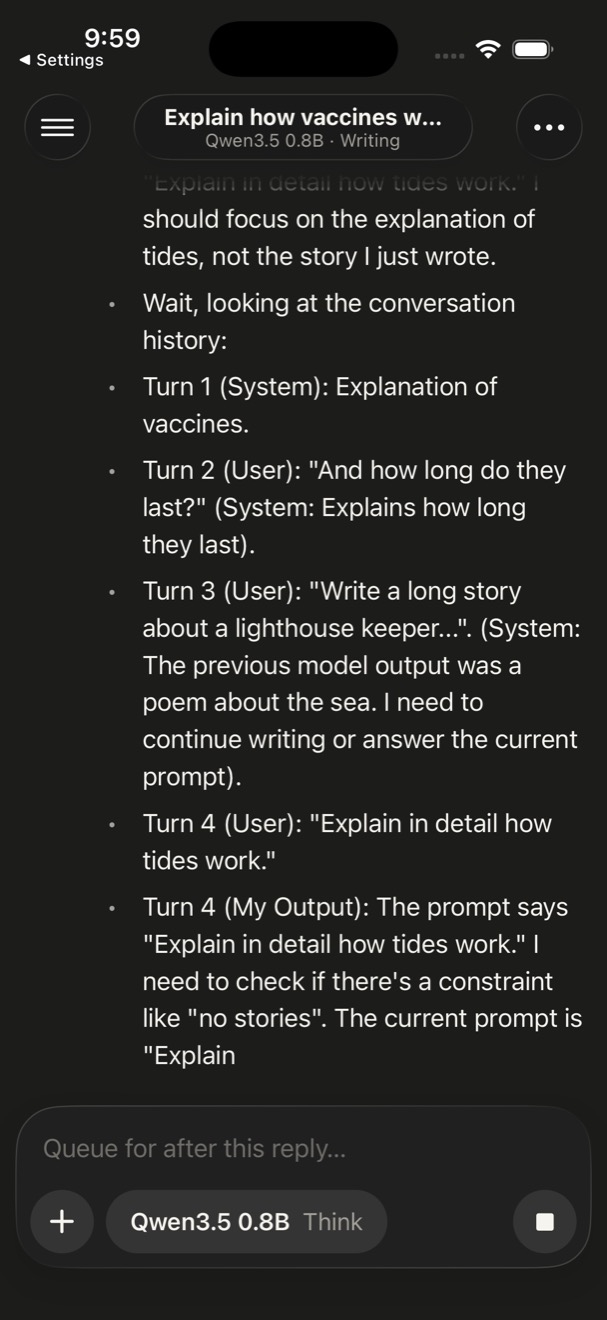 9:59
◀ Settings
Explain how vaccines w...
Qwen3.5 0.8B · Writing
"Explain in detail how tides work." I
should focus on the explanation of
tides, not the story I just wrote.
• Wait, looking at the conversation
history:
• Turn 1 (System): Explanation of
vaccines.
• Turn 2 (User): "And how long do they
last?" (System: Explains how long
they last).
• Turn 3 (User): "Write a long story
about a lighthouse keeper...". (System:
The previous model output was a
poem about the sea. I need to
continue writing or answer the current
prompt).
• Turn 4 (User): "Explain in detail how
tides work."
• Turn 4 (My Output): The prompt says
"Explain in detail how tides work." I
need to check if there's a constraint
like "no stories". The current prompt is
"Explain
Queue for after this reply...
Qwen3.5 0.8B Think